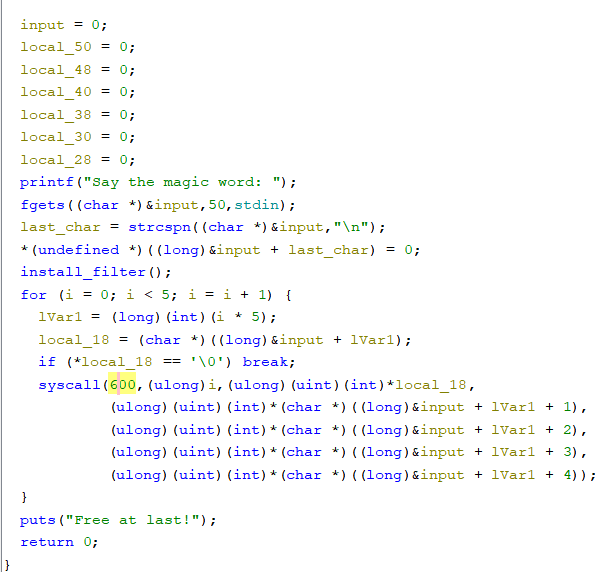 input = 0;
local_50 = 0;
local_48 = 0;
local_40 = 0;
local_38 = 0;
local_30 = 0;
local_28 = 0;
printf("Say the magic word: ");
fgets((char *)&input,50,stdin);
last_char = strcspn((char *)&input,"\n");
*(undefined *)((long)&input + last_char) = 0;
install_filter();
for (i = 0; i < 5; i = i + 1) {
lVar1 = (long)(int)(i * 5);
local_18 = (char *)((long)&input + lVar1);
if (*local_18 == '\0') break;
syscall(600,(ulong)i,(ulong)(uint)(int)*local_18,
(ulong)(uint)(int)*(char *)((long)&input + lVar1 + 1),
(ulong)(uint)(int)*(char *)((long)&input + lVar1 + 2),
(ulong)(uint)(int)*(char *)((long)&input + lVar1 + 3),
(ulong)(uint)(int)*(char *)((long)&input + lVar1 + 4));
}
puts("Free at last!");
return 0;
}